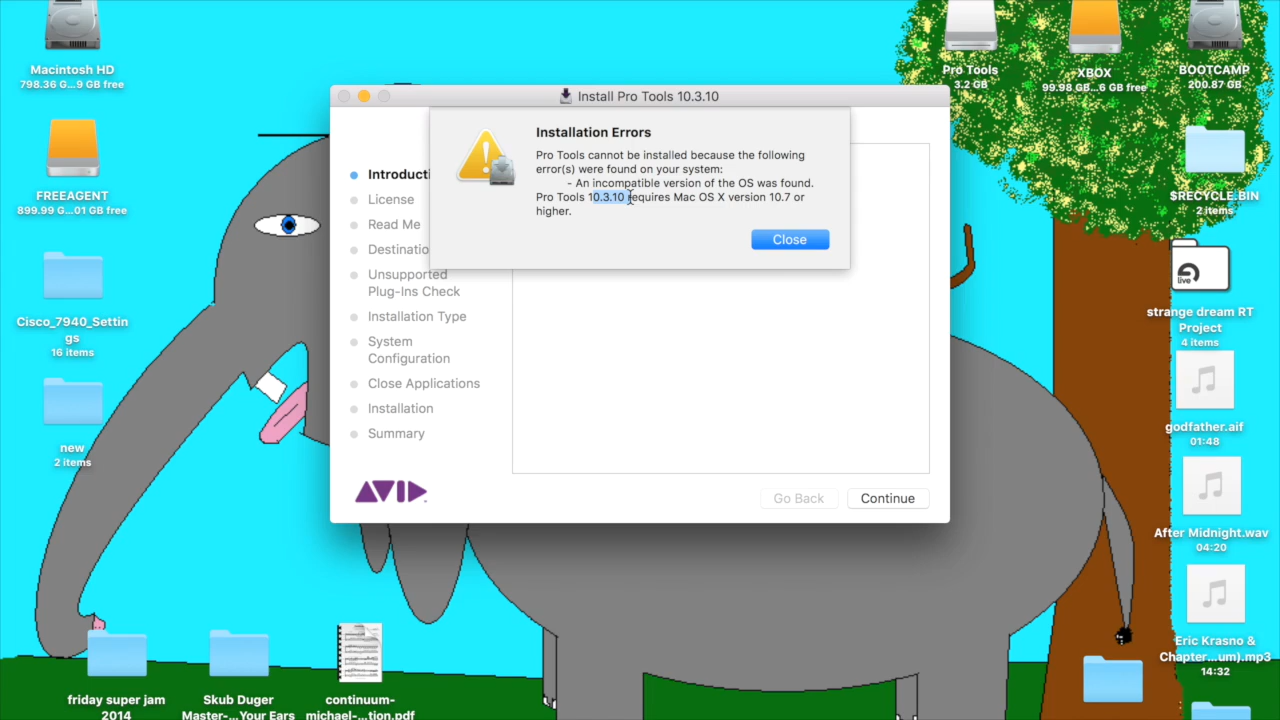 Macintosh HD
798.36 G...9 GB free
FREEAGENT
899.99 G...01 GB free
Cisco_7940_Settin
gs
16 items
new
2 items
friday super jam
2014
Skub Duger
Master-...Your Ears
continuum-
michael-...tion.pdf
Install Pro Tools 10.3.10
Installation Errors
Pro Tools cannot be installed because the following
error(s) were found on your system:
- An incompatible version of the OS was found.
Pro Tools 10.3.10 requires Mac OS X version 10.7 or
higher.
Close
Introducti
License
Read Me
Destinatio
Unsupported
Plug-Ins Check
Installation Type
System
Configuration
Close Applications
Installation
Summary
AVID
Go Back
Continue
Pro Tools
3.2 GB
XBOX
99.98 GB...6 GB free
BOOTCAMP
200.87 GB
$RECYCLE.BIN
2 items
live
strange dream RT
Project
4 items
godfather.aif
01:48
After Midnight.wav
04:20
Eric Krasno &
Chapter...um).mp3
14:32